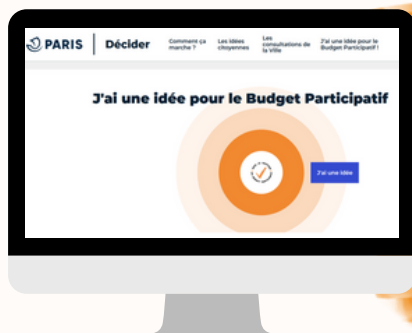 PARIS
Décider
Comment ça
marche ?
Les idées
citoyennes
Les
consultations de
la Ville
J'ai une idée pour le
Budget Participatif !
J'ai une idée pour le Budget Participatif
J'ai une idée